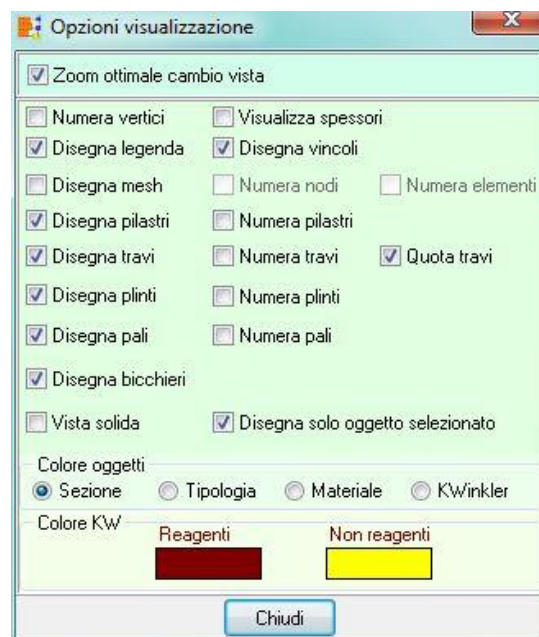 Opzioni visualizzazione
Zoom ottimale cambio vista
Numera vertici Visualizza spessori
Disegna legenda Disegna vincoli
Disegna mesh Numera nodi Numera elementi
Disegna pilastri Numera pilastri
Disegna travi Numera travi Quota travi
Disegna plinti Numera plinti
Disegna pali Numera pali
Disegna bicchieri
Vista solida Disegna solo oggetto selezionato
Colore oggetti
Sezione Tipologia Materiale KWinkler
Colore KW
Reagenti Non reagenti
Chiudi